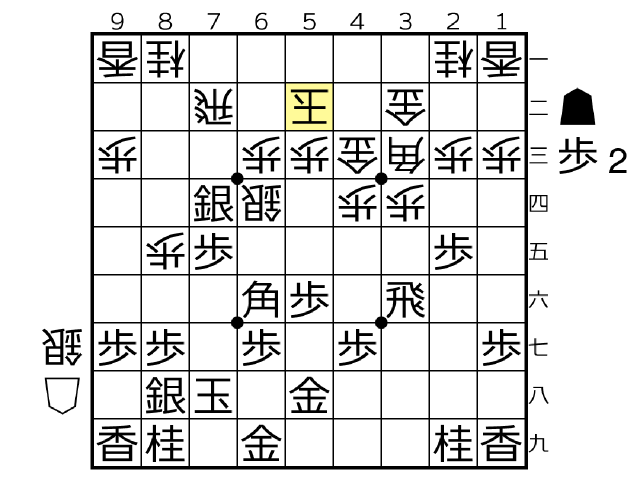 9 8 7 6 5 4 3 2 1
香 桂 桂 香 一
飛 王 金 二
歩 歩 歩 金 角 歩 歩 三 歩 2
銀 銀 歩 歩 四
歩 歩 歩 五
角 歩 飛 六
銀 歩 歩 歩 歩 歩 七
銀 玉 金 八
香 桂 金 桂 香 九